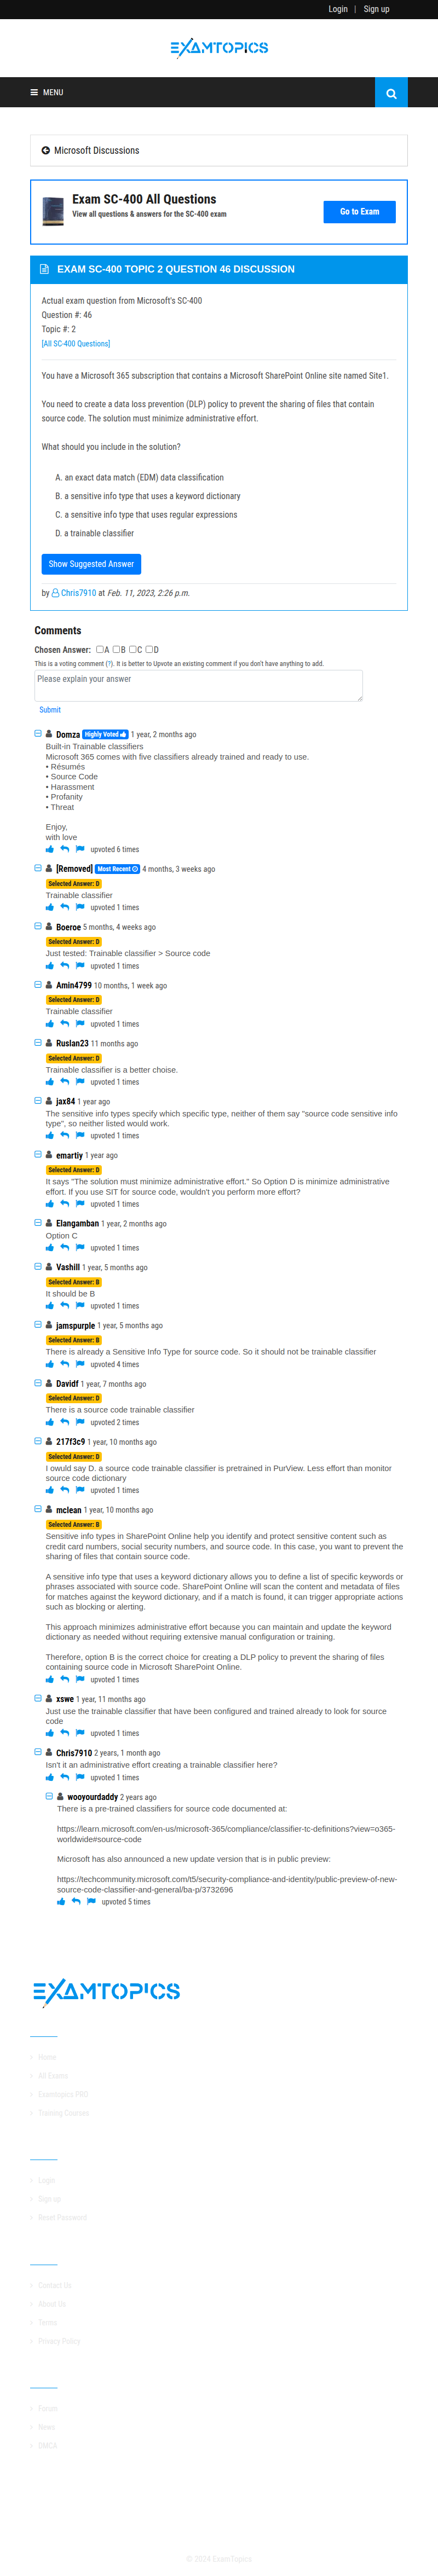 Login | Sign up
EXAMTOPICS
MENU
Microsoft Discussions
Exam SC-400 All Questions
View all questions & answers for the SC-400 exam
Go to Exam
EXAM SC-400 TOPIC 2 QUESTION 46 DISCUSSION
Actual exam question from Microsoft's SC-400
Question #: 46
Topic #: 2
[All SC-400 Questions]
You have a Microsoft 365 subscription that contains a Microsoft SharePoint Online site named Site1.
You need to create a data loss prevention (DLP) policy to prevent the sharing of files that contain
source code. The solution must minimize administrative effort.
What should you include in the solution?
A. an exact data match (EDM) data classification
B. a sensitive info type that uses a keyword dictionary
C. a sensitive info type that uses regular expressions
D. a trainable classifier
Show Suggested Answer
by Chris7910 at Feb. 11, 2023, 2:26 p.m.
Comments
Chosen Answer: A B C D
This is a voting comment (?). It is better to Upvote an existing comment if you don't have anything to add.
Please explain your answer
Submit
Domza Highly Voted 1 year, 2 months ago
Built-in Trainable classifiers
Microsoft 365 comes with five classifiers already trained and ready to use.
• Résumés
• Source Code
• Harassment
• Profanity
• Threat
Enjoy,
with love
upvoted 6 times
[Removed] Most Recent 4 months, 3 weeks ago
Selected Answer: D
Trainable classifier
upvoted 1 times
Boeroe 5 months, 4 weeks ago
Selected Answer: D
Just tested: Trainable classifier > Source code
upvoted 1 times
Amin4799 10 months, 1 week ago
Selected Answer: D
Trainable classifier
upvoted 1 times
Ruslan23 11 months ago
Selected Answer: D
Trainable classifier is a better choise.
upvoted 1 times
jax84 1 year ago
The sensitive info types specify which specific type, neither of them say "source code sensitive info
type", so neither listed would work.
upvoted 1 times
emartiy 1 year ago
Selected Answer: D
It says "The solution must minimize administrative effort." So Option D is minimize administrative
effort. If you use SIT for source code, wouldn't you perform more effort?
upvoted 1 times
Elangamban 1 year, 2 months ago
Option C
upvoted 1 times
Vashill 1 year, 5 months ago
Selected Answer: B
It should be B
upvoted 1 times
jamspurple 1 year, 5 months ago
Selected Answer: B
There is already a Sensitive Info Type for source code. So it should not be trainable classifier
upvoted 4 times
Davidf 1 year, 7 months ago
Selected Answer: D
There is a source code trainable classifier
upvoted 2 times
217f3c9 1 year, 10 months ago
Selected Answer: D
I owuld say D. a source code trainable classifier is pretrained in PurView. Less effort than monitor
source code dictionary
upvoted 1 times
mclean 1 year, 10 months ago
Selected Answer: B
Sensitive info types in SharePoint Online help you identify and protect sensitive content such as
credit card numbers, social security numbers, and source code. In this case, you want to prevent the
sharing of files that contain source code.
A sensitive info type that uses a keyword dictionary allows you to define a list of specific keywords or
phrases associated with source code. SharePoint Online will scan the content and metadata of files
for matches against the keyword dictionary, and if a match is found, it can trigger appropriate actions
such as blocking or alerting.
This approach minimizes administrative effort because you can maintain and update the keyword
dictionary as needed without requiring extensive manual configuration or training.
Therefore, option B is the correct choice for creating a DLP policy to prevent the sharing of files
containing source code in Microsoft SharePoint Online.
upvoted 1 times
xswe 1 year, 11 months ago
Just use the trainable classifier that have been configured and trained already to look for source
code
upvoted 1 times
Chris7910 2 years, 1 month ago
Isn't it an administrative effort creating a trainable classifier here?
upvoted 1 times
wooyourdaddy 2 years ago
There is a pre-trained classifiers for source code documented at:
https://learn.microsoft.com/en-us/microsoft-365/compliance/classifier-tc-definitions?view=o365-
worldwide#source-code
Microsoft has also announced a new update version that is in public preview:
https://techcommunity.microsoft.com/t5/security-compliance-and-identity/public-preview-of-new-
source-code-classifier-and-general/ba-p/3732696
upvoted 5 times
EXAMTOPICS
Home
All Exams
Examtopics PRO
Training Courses
Login
Sign up
Reset Password
Contact Us
About Us
Terms
Privacy Policy
Forum
News
DMCA
© 2024 ExamTopics